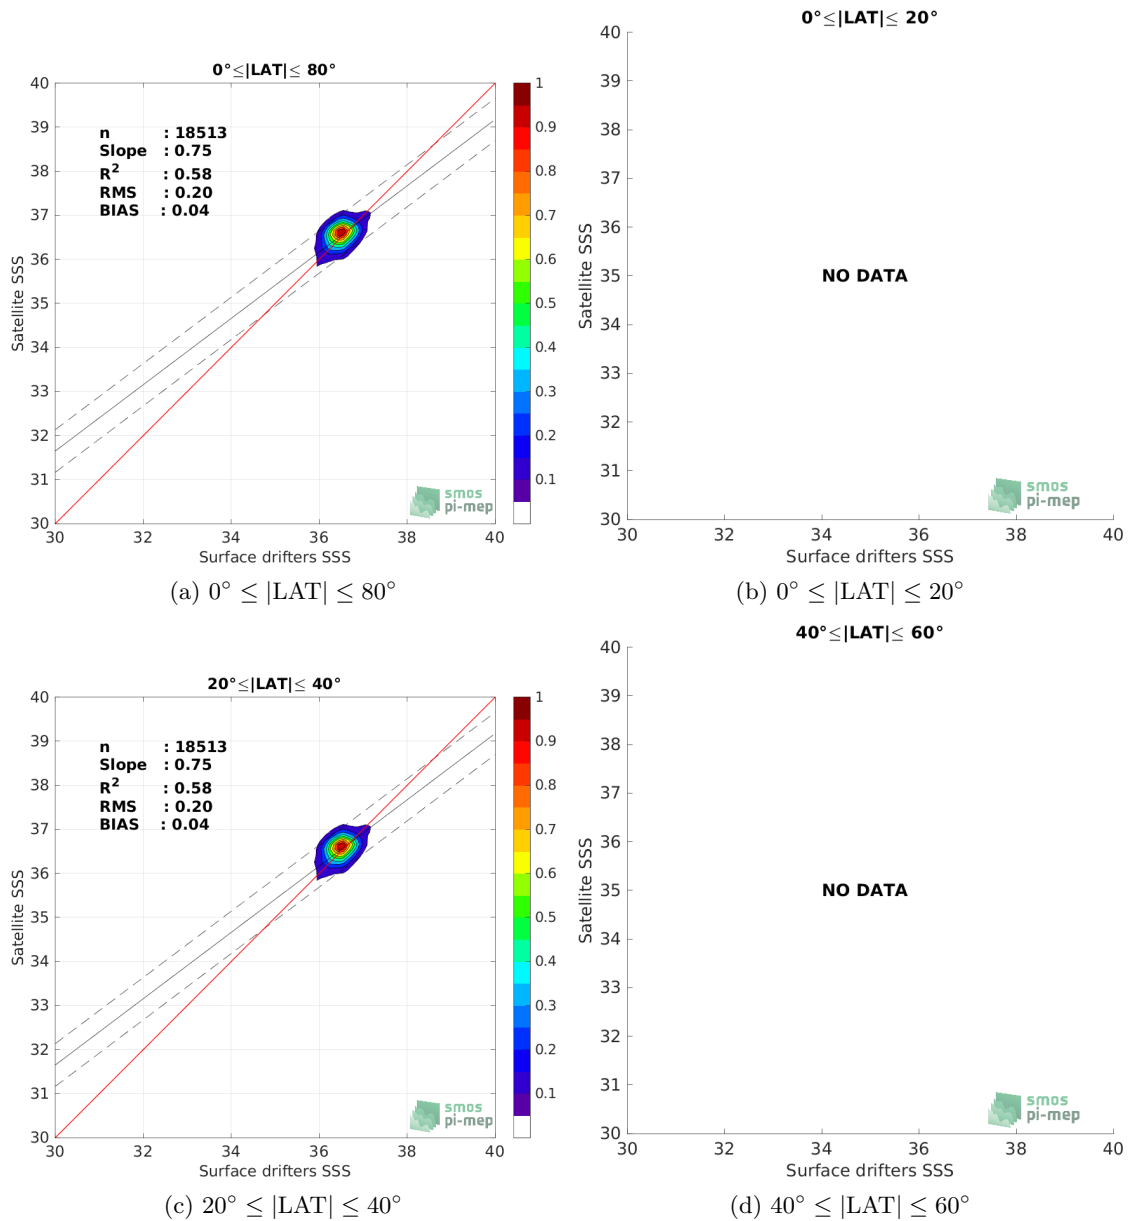 0°≤|LAT|≤ 80°
40
39
38
37
36
35
34
33
32
31
30
Satellite SSS
n : 18513
Slope : 0.75
R² : 0.58
RMS : 0.20
BIAS : 0.04
smos
pi-mep
30 32 34 36 38 40
Surface drifters SSS
1
0.9
0.8
0.7
0.6
0.5
0.4
0.3
0.2
0.1
(a) 0° ≤ |LAT| ≤ 80°
0°≤|LAT|≤ 20°
40
39
38
37
36
35
34
33
32
31
30
Satellite SSS
NO DATA
smos
pi-mep
30 32 34 36 38 40
Surface drifters SSS
(b) 0° ≤ |LAT| ≤ 20°
20°≤|LAT|≤ 40°
40
39
38
37
36
35
34
33
32
31
30
Satellite SSS
n : 18513
Slope : 0.75
R² : 0.58
RMS : 0.20
BIAS : 0.04
smos
pi-mep
30 32 34 36 38 40
Surface drifters SSS
1
0.9
0.8
0.7
0.6
0.5
0.4
0.3
0.2
0.1
(c) 20° ≤ |LAT| ≤ 40°
40°≤|LAT|≤ 60°
40
39
38
37
36
35
34
33
32
31
30
Satellite SSS
NO DATA
smos
pi-mep
30 32 34 36 38 40
Surface drifters SSS
(d) 40° ≤ |LAT| ≤ 60°